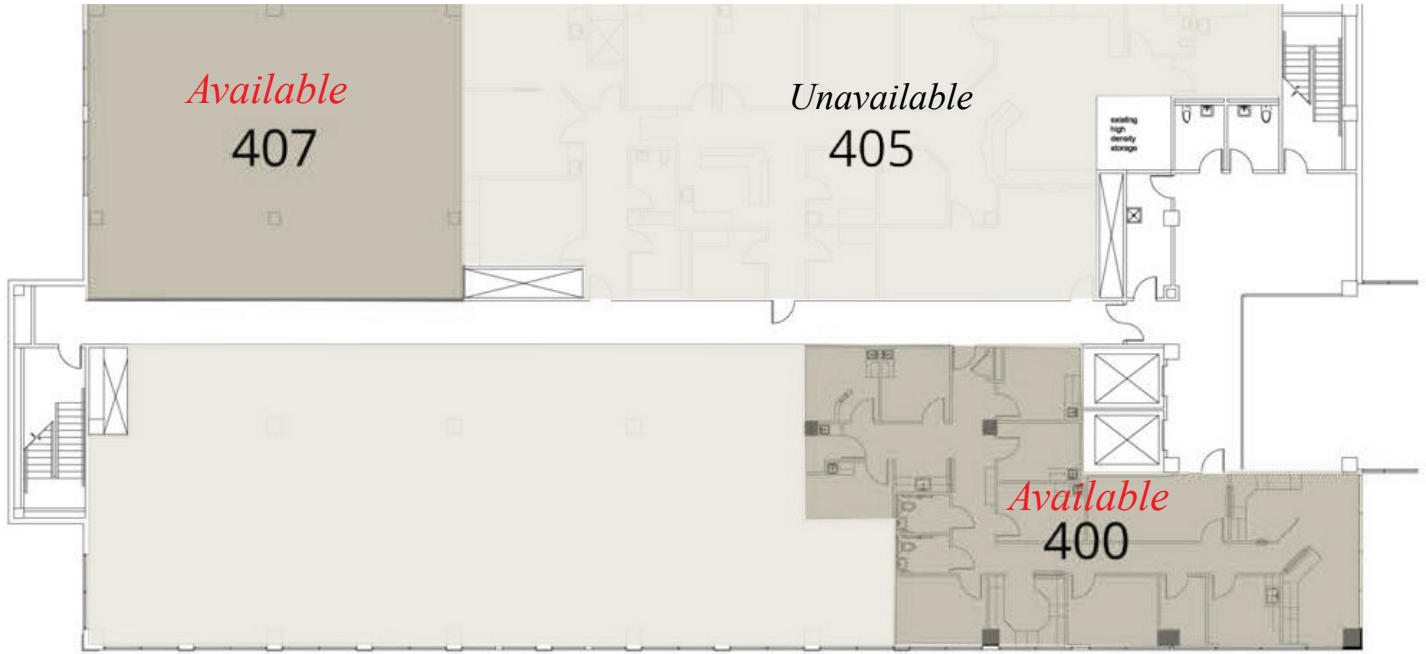 Available
407
Unavailable
405
existing
high
density
storage
Available
400